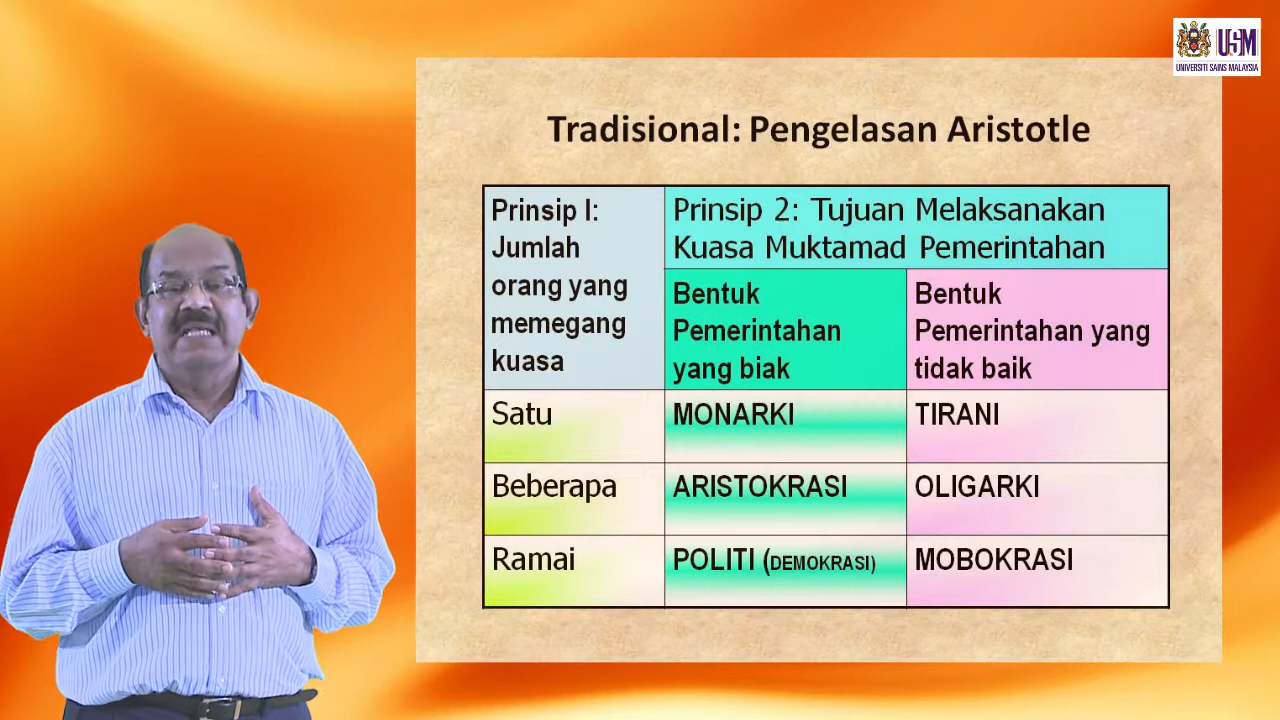 USM
UNIVERSITI SAINS MALAYSIA
Tradisional: Pengelasan Aristotle
Prinsip I:
Jumlah
orang yang
memegang
kuasa
Prinsip 2: Tujuan Melaksanakan
Kuasa Muktamad Pemerintahan
Bentuk
Pemerintahan
yang biak
Bentuk
Pemerintahan yang
tidak baik
Satu
MONARKI
TIRANI
Beberapa
ARISTOKRASI
OLIGARKI
Ramai
POLITI (DEMOKRASI)
MOBOKRASI